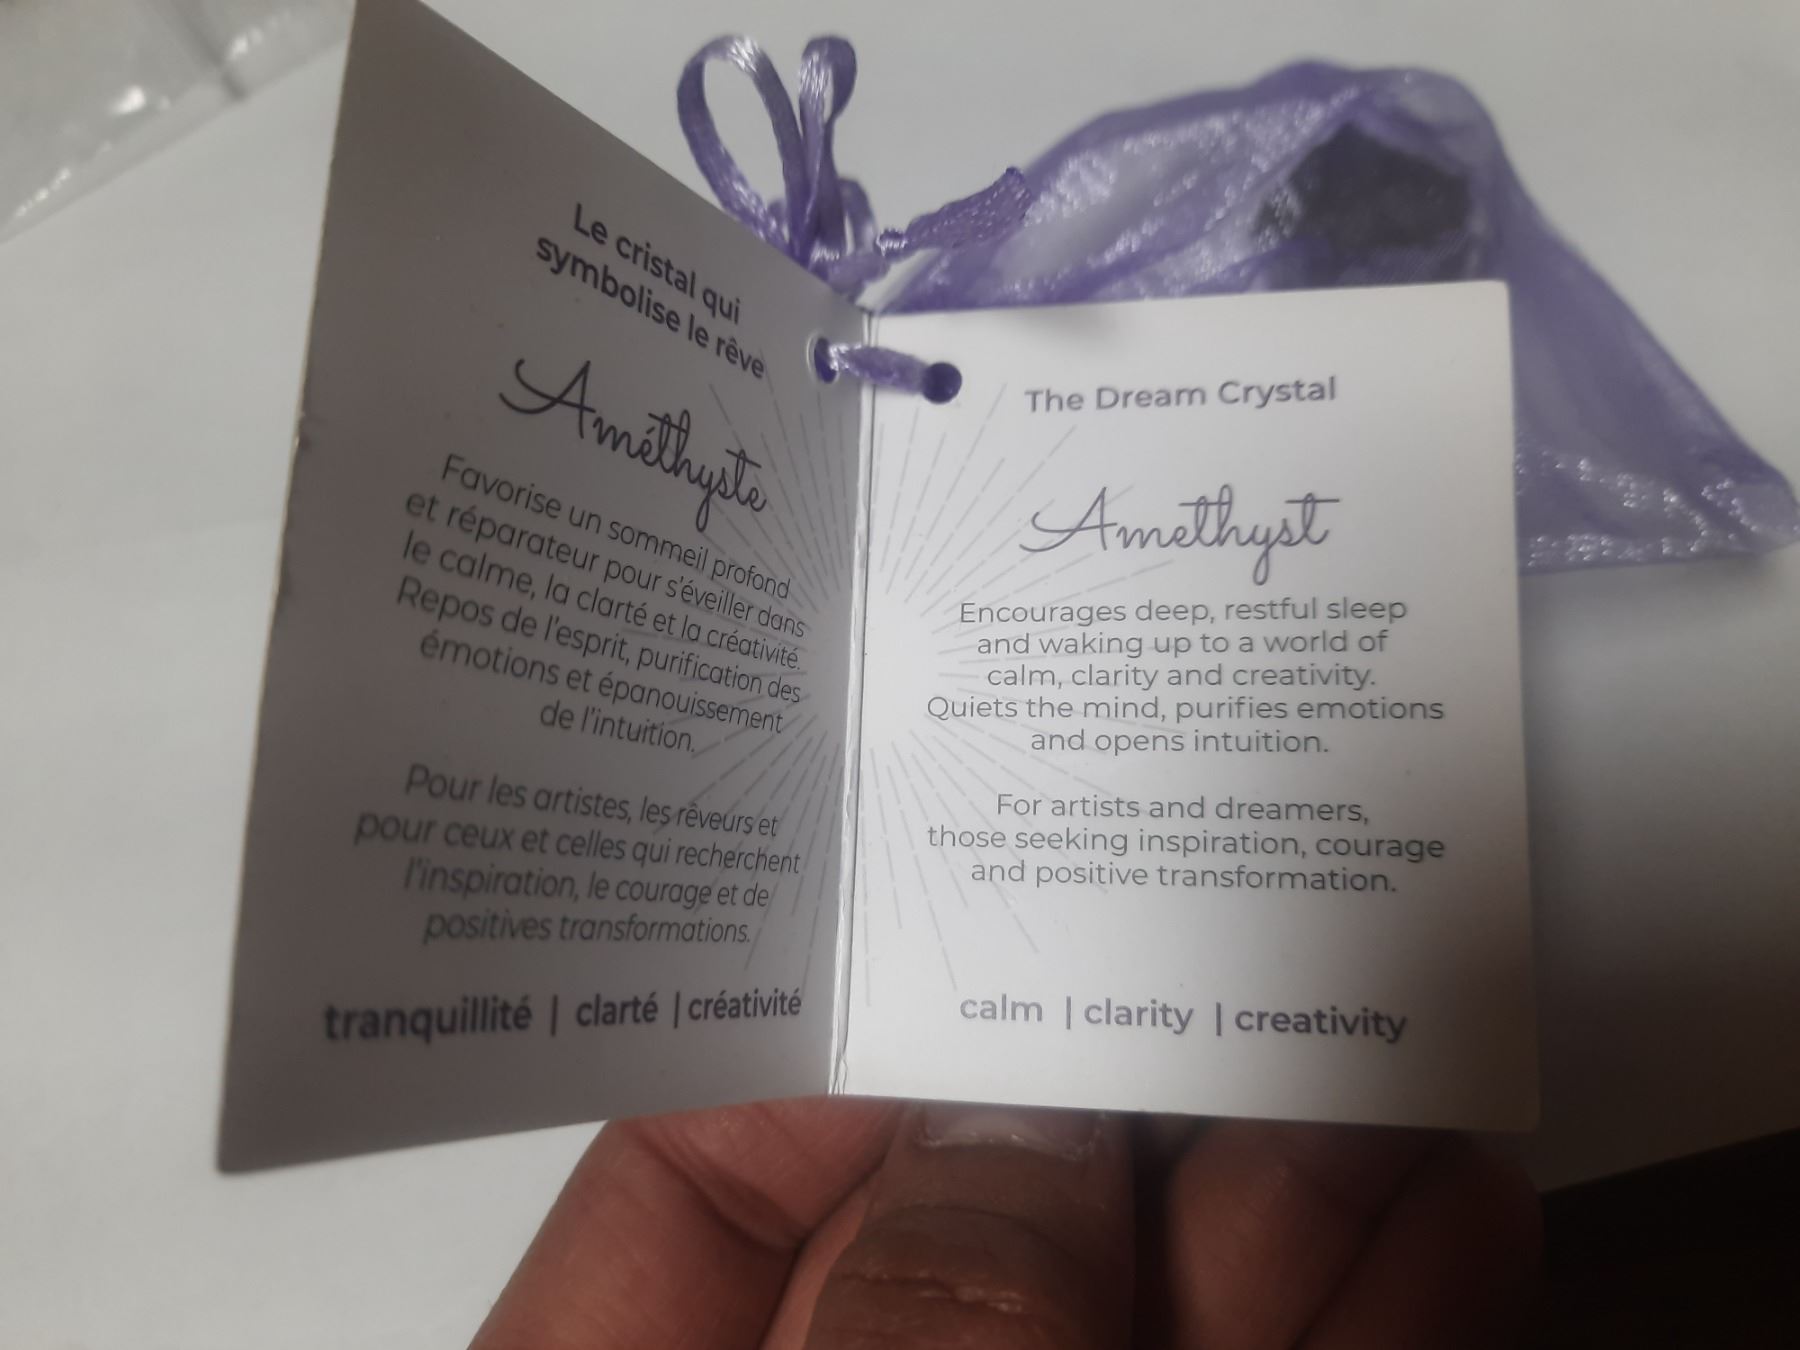 Le cristal qui
symbolise le rêve
Améthyste
Favorise un sommeil profond
et réparateur pour s'éveiller dans
le calme, la clarté et la créativité.
Repos de l'esprit, purification des
émotions et épanouissement
de l'intuition.
Pour les artistes, les rêveurs et
pour ceux et celles qui recherchent
l'inspiration, le courage et de
positives transformations.
tranquillité | clarté | créativité
The Dream Crystal
Amethyst
Encourages deep, restful sleep
and waking up to a world of
calm, clarity and creativity.
Quiets the mind, purifies emotions
and opens intuition.
For artists and dreamers,
those seeking inspiration, courage
and positive transformation.
calm | clarity | creativity